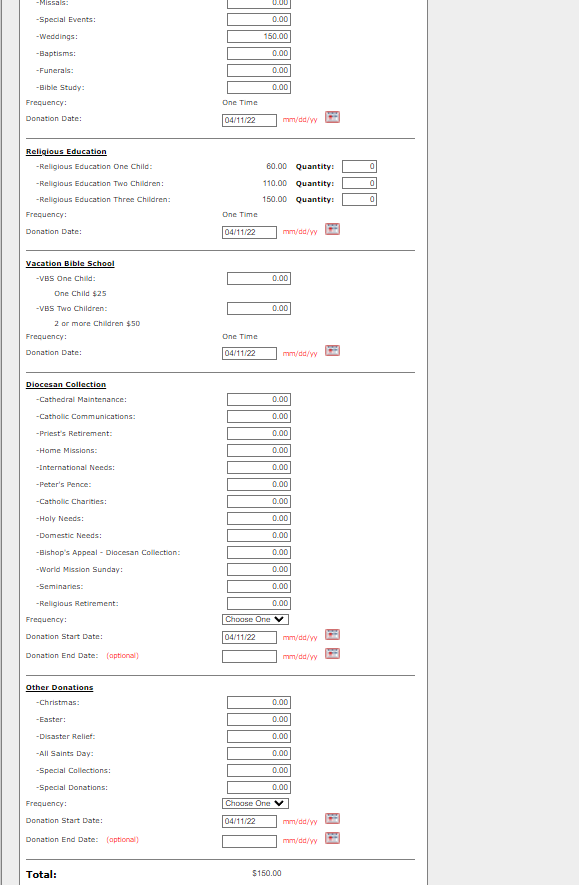 -Missals: 0.00
-Special Events: 0.00
-Weddings: 150.00
-Baptisms: 0.00
-Funerals: 0.00
-Bible Study: 0.00
Frequency: One Time
Donation Date: 04/11/22 mm/dd/yy
Religious Education
-Religious Education One Child: 60.00 Quantity: 0
-Religious Education Two Children: 110.00 Quantity: 0
-Religious Education Three Children: 150.00 Quantity: 0
Frequency: One Time
Donation Date: 04/11/22 mm/dd/yy
Vacation Bible School
-VBS One Child: 0.00
One Child $25
-VBS Two Children: 0.00
2 or more Children $50
Frequency: One Time
Donation Date: 04/11/22 mm/dd/yy
Diocesan Collection
-Cathedral Maintenance: 0.00
-Catholic Communications: 0.00
-Priest's Retirement: 0.00
-Home Missions: 0.00
-International Needs: 0.00
-Peter's Pence: 0.00
-Catholic Charities: 0.00
-Holy Needs: 0.00
-Domestic Needs: 0.00
-Bishop's Appeal - Diocesan Collection: 0.00
-World Mission Sunday: 0.00
-Seminaries: 0.00
-Religious Retirement: 0.00
Frequency: Choose One
Donation Start Date: 04/11/22 mm/dd/yy
Donation End Date: (optional) mm/dd/yy
Other Donations
-Christmas: 0.00
-Easter: 0.00
-Disaster Relief: 0.00
-All Saints Day: 0.00
-Special Collections: 0.00
-Special Donations: 0.00
Frequency: Choose One
Donation Start Date: 04/11/22 mm/dd/yy
Donation End Date: (optional) mm/dd/yy
Total: $150.00